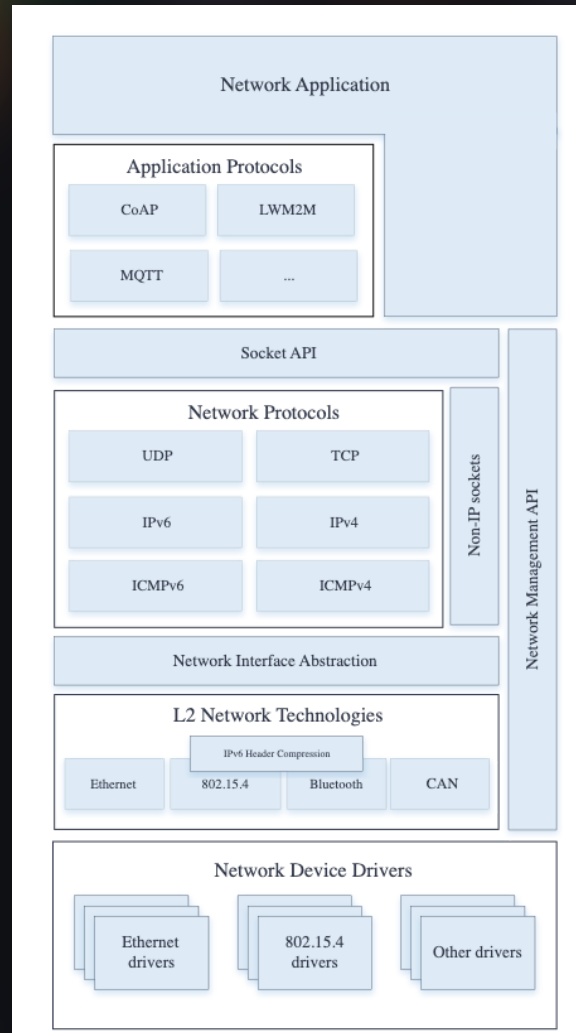 Network Application
Application Protocols
CoAP
LWM2M
MQTT
...
Socket API
Network Protocols
UDP
TCP
IPv6
IPv4
ICMPv6
ICMPv4
Non-IP sockets
Network Management API
Network Interface Abstraction
L2 Network Technologies
IPv6 Header Compression
Ethernet
802.15.4
Bluetooth
CAN
Network Device Drivers
Ethernet
drivers
802.15.4
drivers
Other drivers